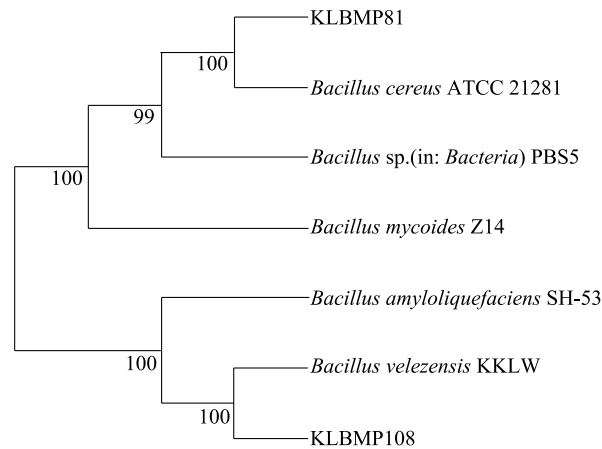 KLBMP81
100
Bacillus cereus ATCC 21281
99
Bacillus sp.(in: Bacteria) PBS5
100
Bacillus mycoides Z14
Bacillus amyloliquefaciens SH-53
100
Bacillus velezensis KKLW
100
KLBMP108